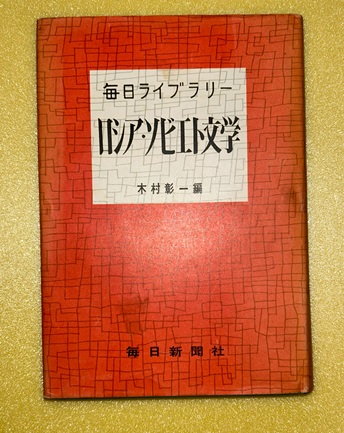 毎日ライブラリー
ロシア・ソビエト文学
木村彰一編
毎日新聞社